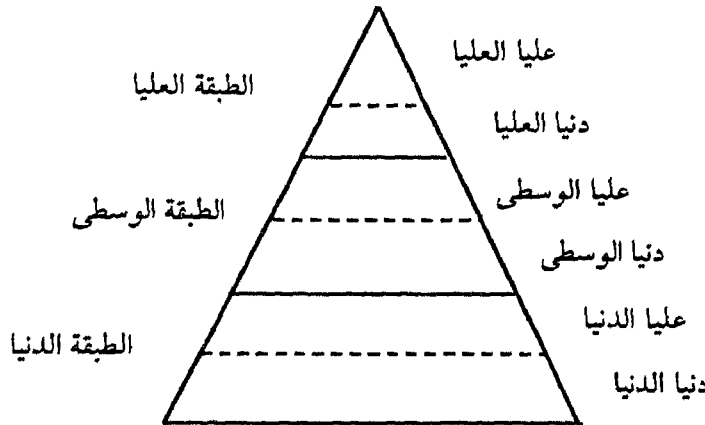 عليا العليا
الطبقة العليا
دنيا العليا
عليا الوسطى
الطبقة الوسطى
دنيا الوسطى
عليا الدنيا
الطبقة الدنيا
دنيا الدنيا